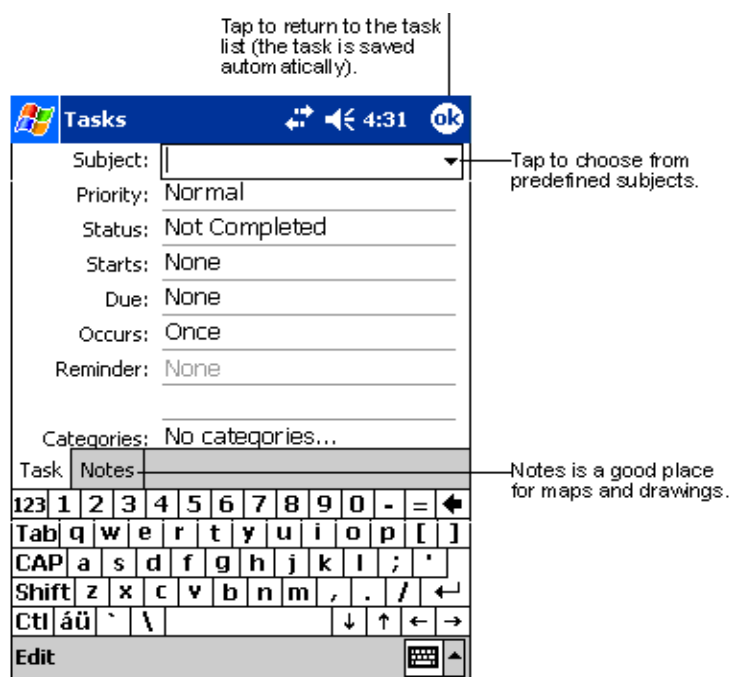 Tap to return to the task
list (the task is saved
automatically).
Tasks 4:31 ok
Subject:
Tap to choose from
predefined subjects.
Priority: Normal
Status: Not Completed
Starts: None
Due: None
Occurs: Once
Reminder: None
Categories: No categories...
Task Notes
Notes is a good place
for maps and drawings.
123 1 2 3 4 5 6 7 8 9 0 - = ←
Tab q w e r t y u i o p [ ]
CAP a s d f g h j k l ; '
Shift z x c v b n m , . / ↵
Ctl áü ` \ ↓ ↑ ← →
Edit